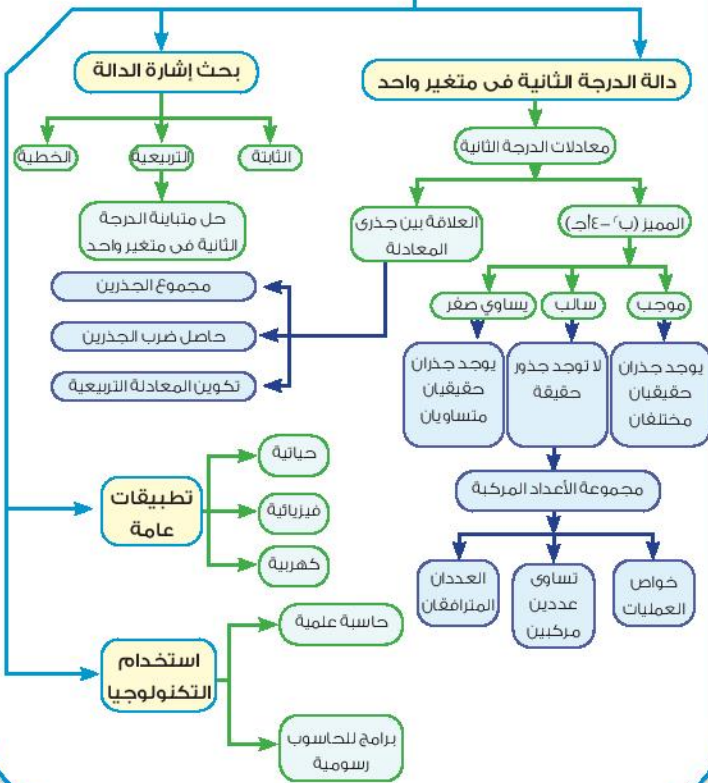 دالة الدرجة الثانية فى متغير واحد
معادلات الدرجة الثانية
المميز (ب٢ -٤أجـ)
العلاقة بين جذرى
المعادلة
موجب
سالب
يساوي صفر
يوجد جذران
حقيقيان
مختلفان
لا توجد جذور
حقيقة
يوجد جذران
حقيقيان
متساويان
مجموعة الأعداد المركبة
خواص
العمليات
تساوى
عددين
مركبين
العددان
المترافقان
مجموع الجذرين
حاصل ضرب الجذرين
تكوين المعادلة التربيعية
بحث إشارة الدالة
الثابتة
التربيعية
الخطية
حل متباينة الدرجة
الثانية فى متغير واحد
تطبيقات
عامة
حياتية
فيزيائية
كهربية
استخدام
التكنولوجيا
حاسبة علمية
برامج للحاسوب
رسومية